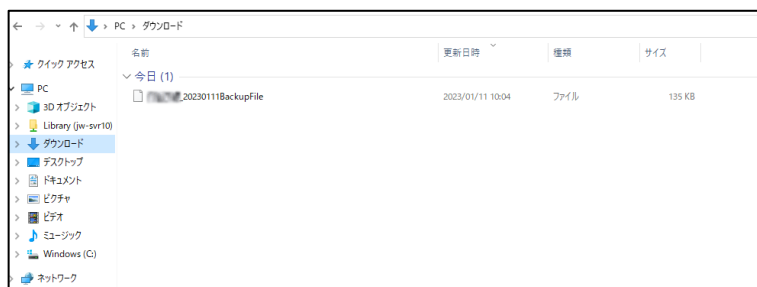 PC › ダウンロード
名前 更新日時 種類 サイズ
クイック アクセス
今日 (1)
PC
_20230111BackupFile 2023/01/11 10:04 ファイル 135 KB
3D オブジェクト
Library (jw-svr10)
ダウンロード
デスクトップ
ドキュメント
ピクチャ
ビデオ
ミュージック
Windows (C:)
ネットワーク